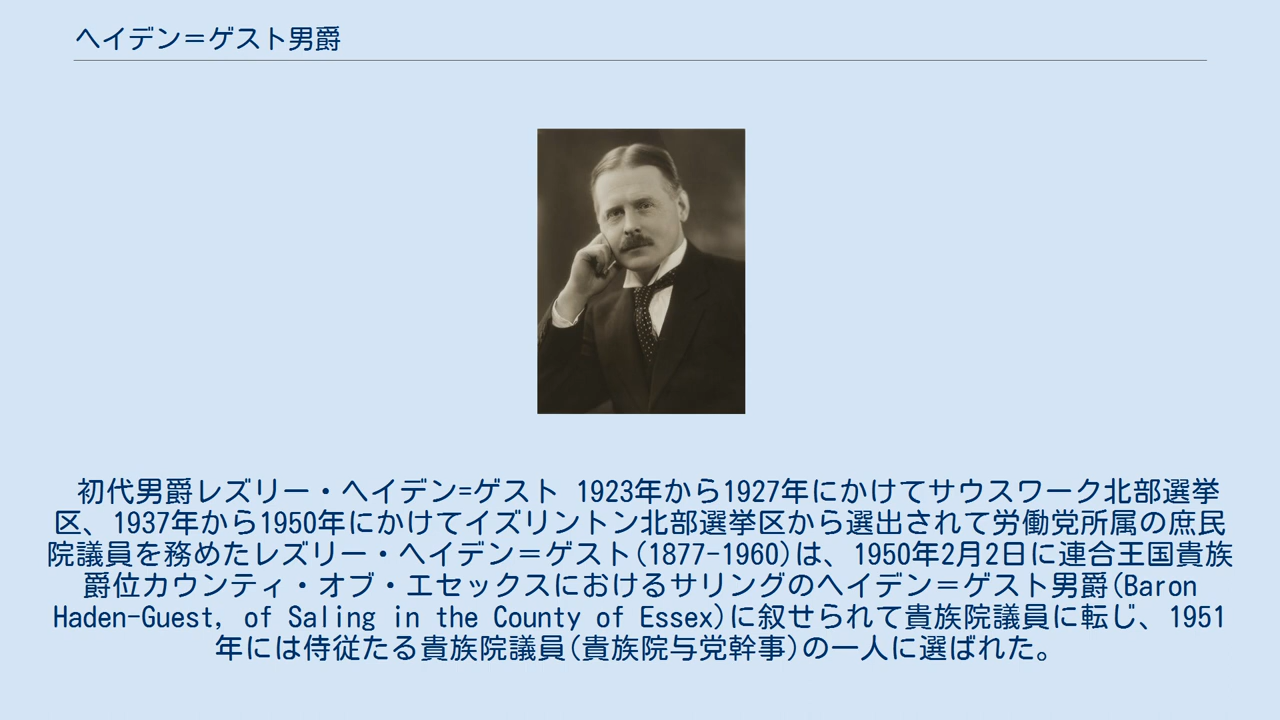 ヘイデン＝ゲスト男爵
初代男爵レズリー・ヘイデン=ゲスト 1923年から1927年にかけてサウスワーク北部選挙
区、1937年から1950年にかけてイズリントン北部選挙区から選出されて労働党所属の庶民
院議員を務めたレズリー・ヘイデン＝ゲスト(1877-1960)は、1950年2月2日に連合王国貴族
爵位カウンティ・オブ・エセックスにおけるサリングのヘイデン＝ゲスト男爵(Baron
Haden-Guest, of Saling in the County of Essex)に叙せられて貴族院議員に転じ、1951
年には侍従たる貴族院議員(貴族院与党幹事)の一人に選ばれた。